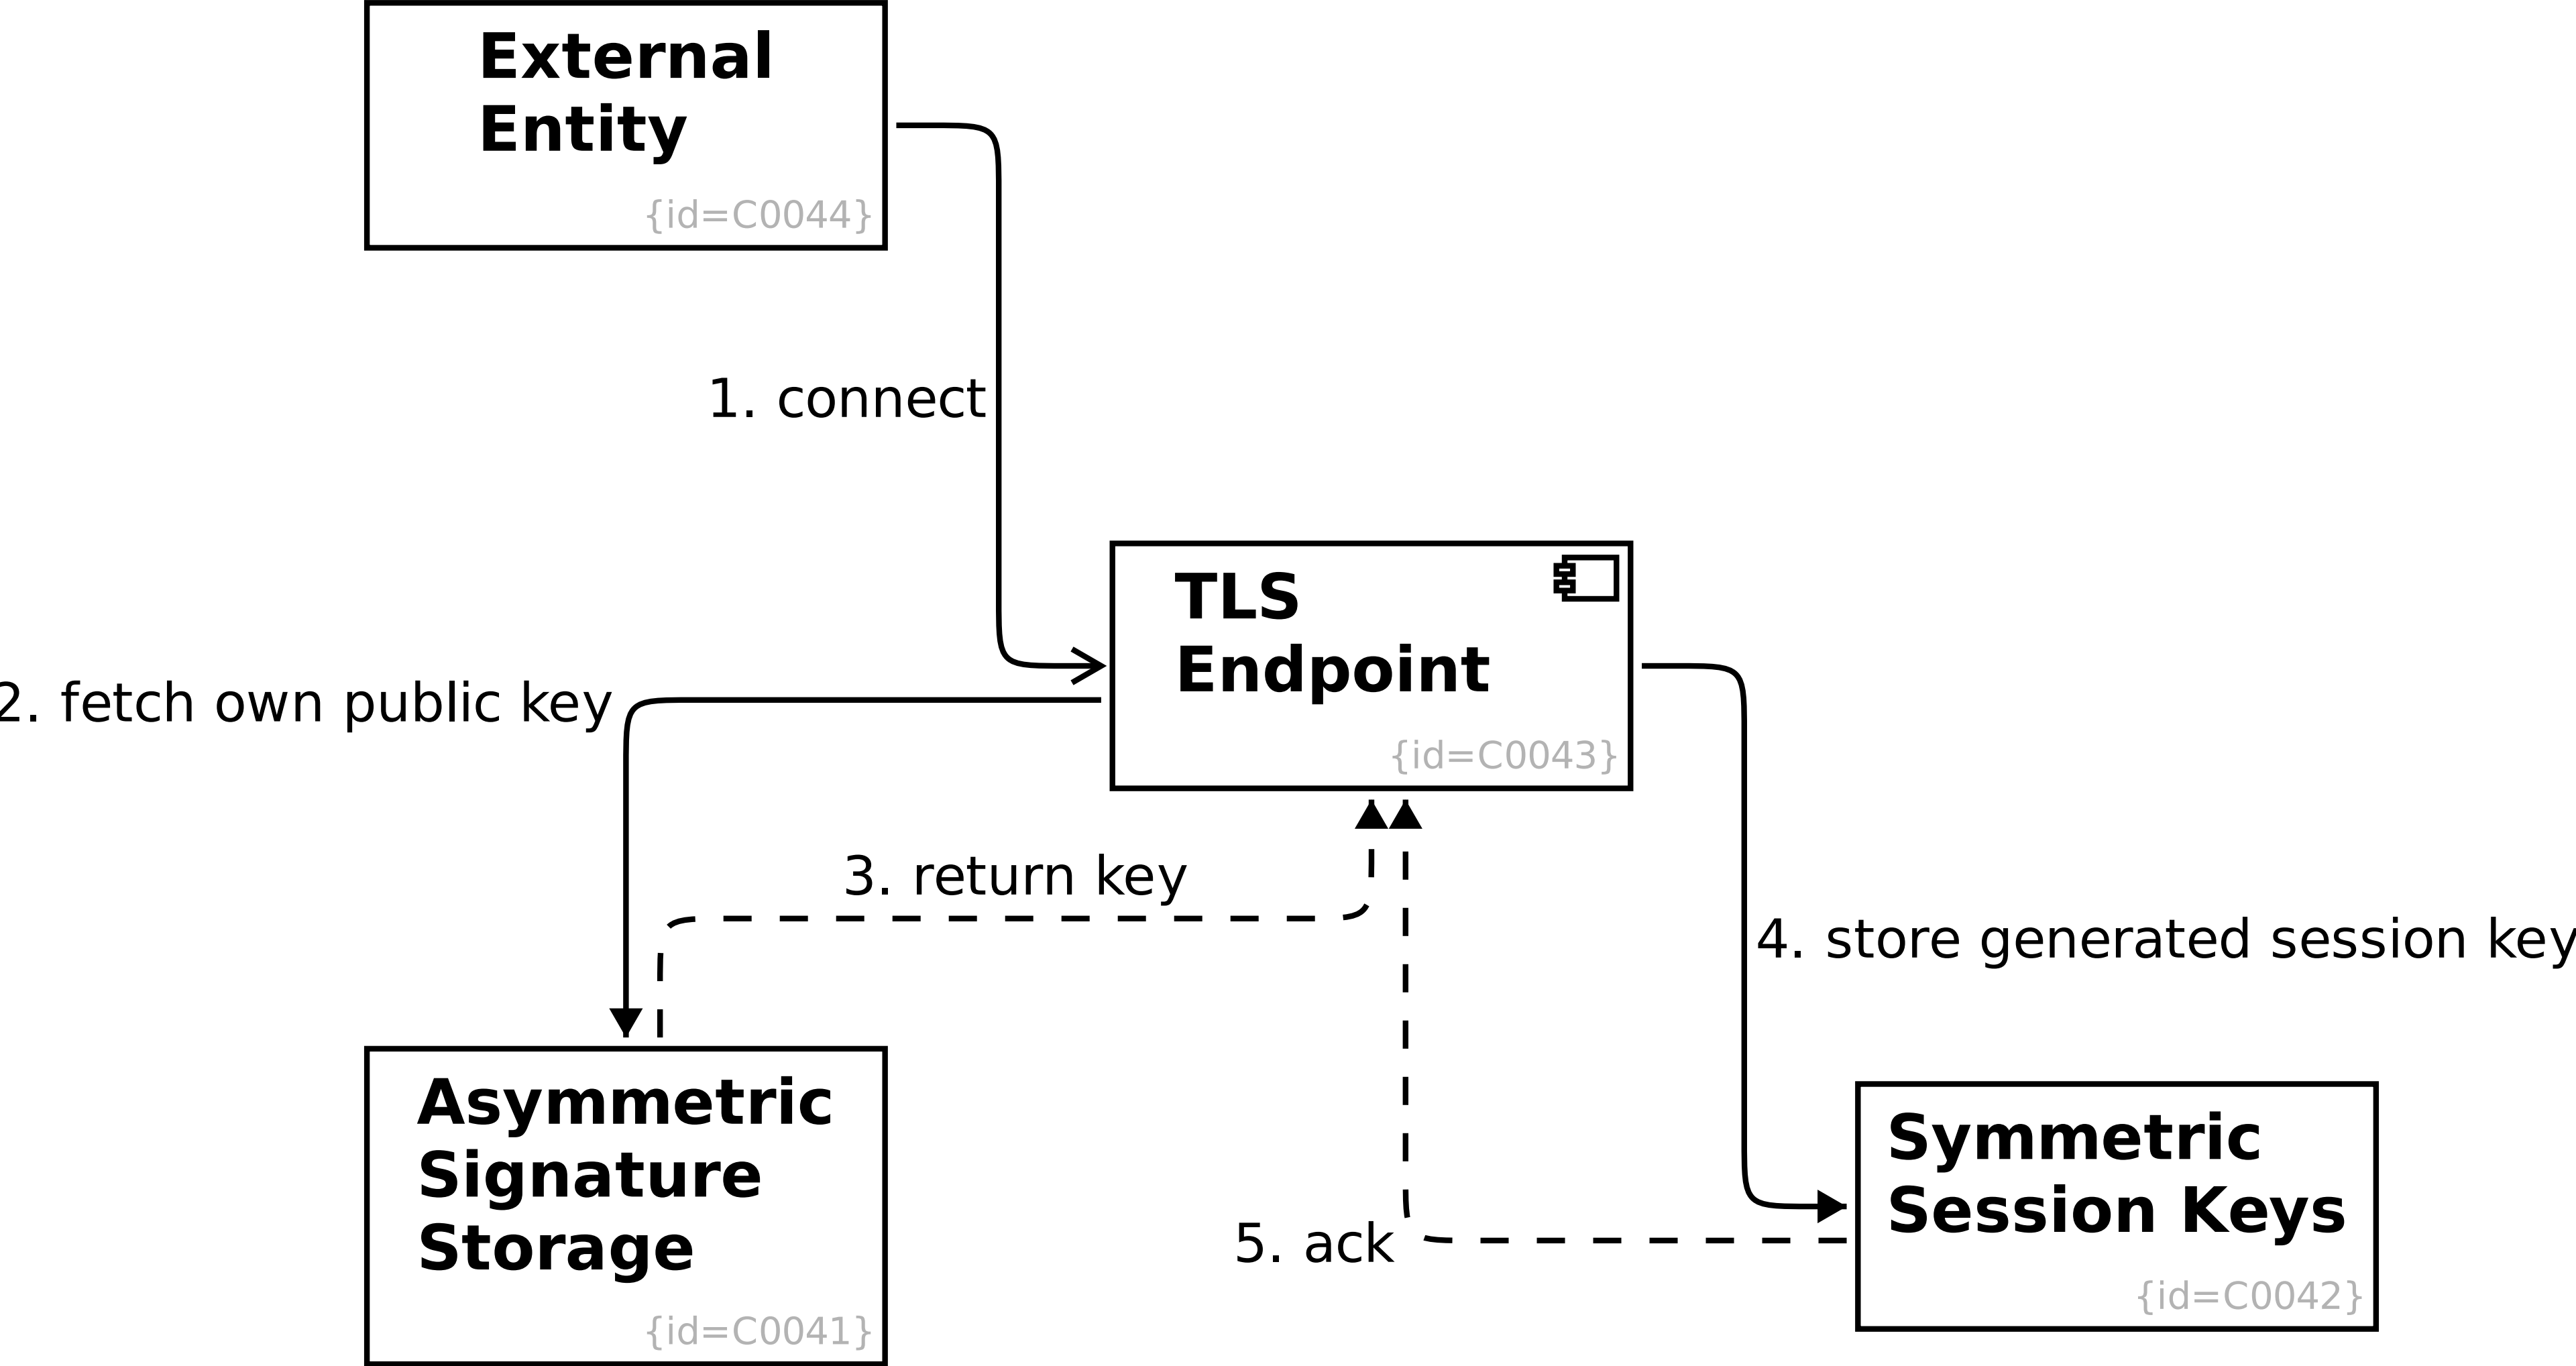 External
Entity
{id=C0044}
1. connect
TLS
Endpoint
{id=C0043}
2. fetch own public key
3. return key
4. store generated session key
Asymmetric
Signature
Storage
{id=C0041}
Symmetric
Session Keys
{id=C0042}
5. ack